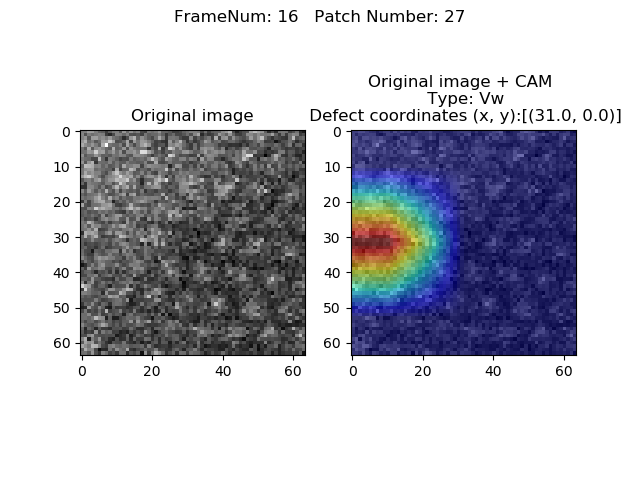 FrameNum: 16   Patch Number: 27
Original image
Original image + CAM
Type: Vw
Defect coordinates (x, y):[(31.0, 0.0)]
0
10
20
30
40
50
60
0 20 40 60
0
10
20
30
40
50
60
0 20 40 60